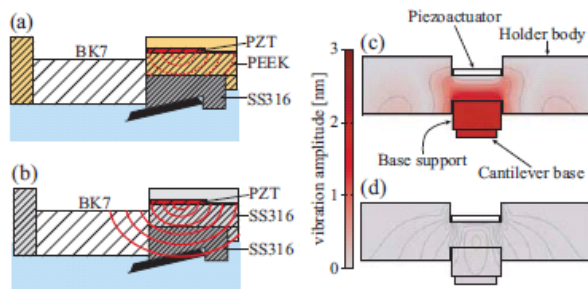 (a)
BK7
PZT
PEEK
SS316
(b)
BK7
PZT
SS316
SS316
vibration amplitude [nm]
3
2
1
0
(c)
Piezoactuator
Holder body
Base support
Cantilever base
(d)